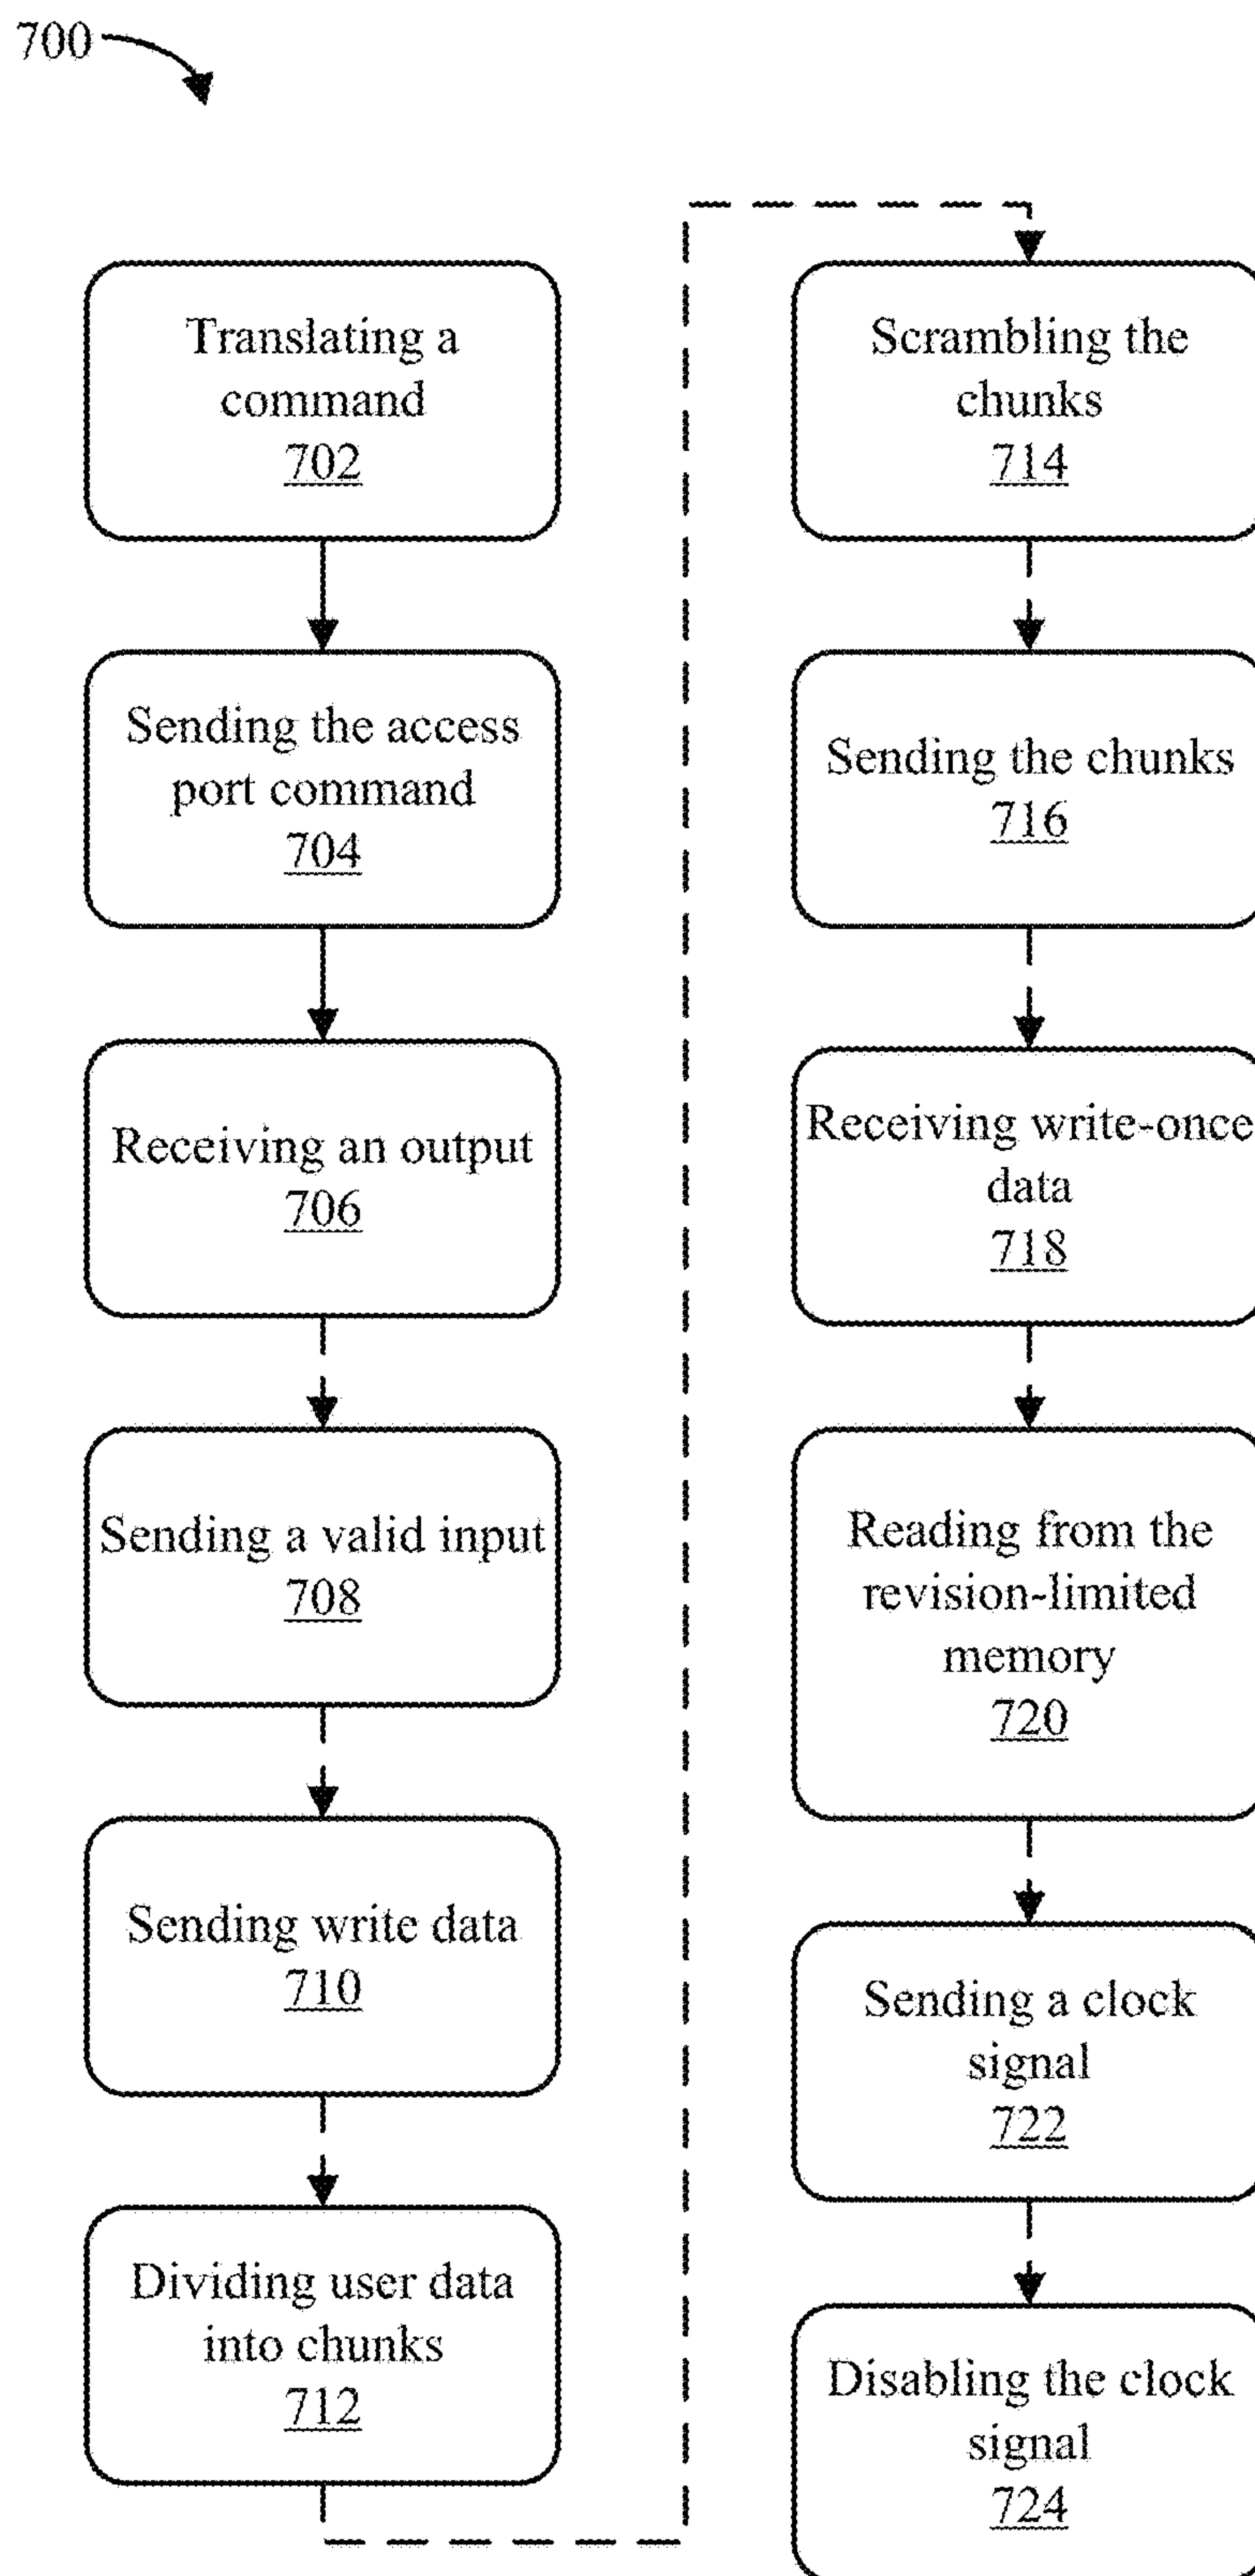 700
Translating a
command
702
Sending the access
port command
704
Receiving an output
706
Sending a valid input
708
Sending write data
710
Dividing user data
into chunks
712
Scrambling the
chunks
714
Sending the chunks
716
Receiving write-once
data
718
Reading from the
revision-limited
memory
720
Sending a clock
signal
722
Disabling the clock
signal
724